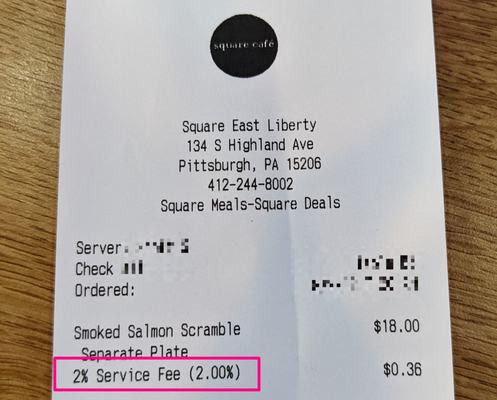 square café
Square East Liberty
134 S Highland Ave
Pittsburgh, PA 15206
412-244-8002
Square Meals-Square Deals
Server:
Check
Ordered:
Smoked Salmon Scramble $18.00
Separate Plate
2% Service Fee (2.00%) $0.36